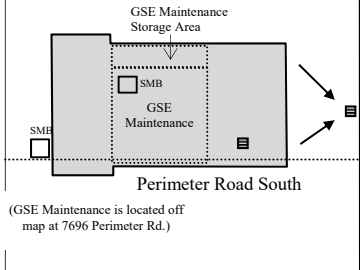 GSE Maintenance
Storage Area
SMB
GSE
Maintenance
SMB
Perimeter Road South
(GSE Maintenance is located off
map at 7696 Perimeter Rd.)